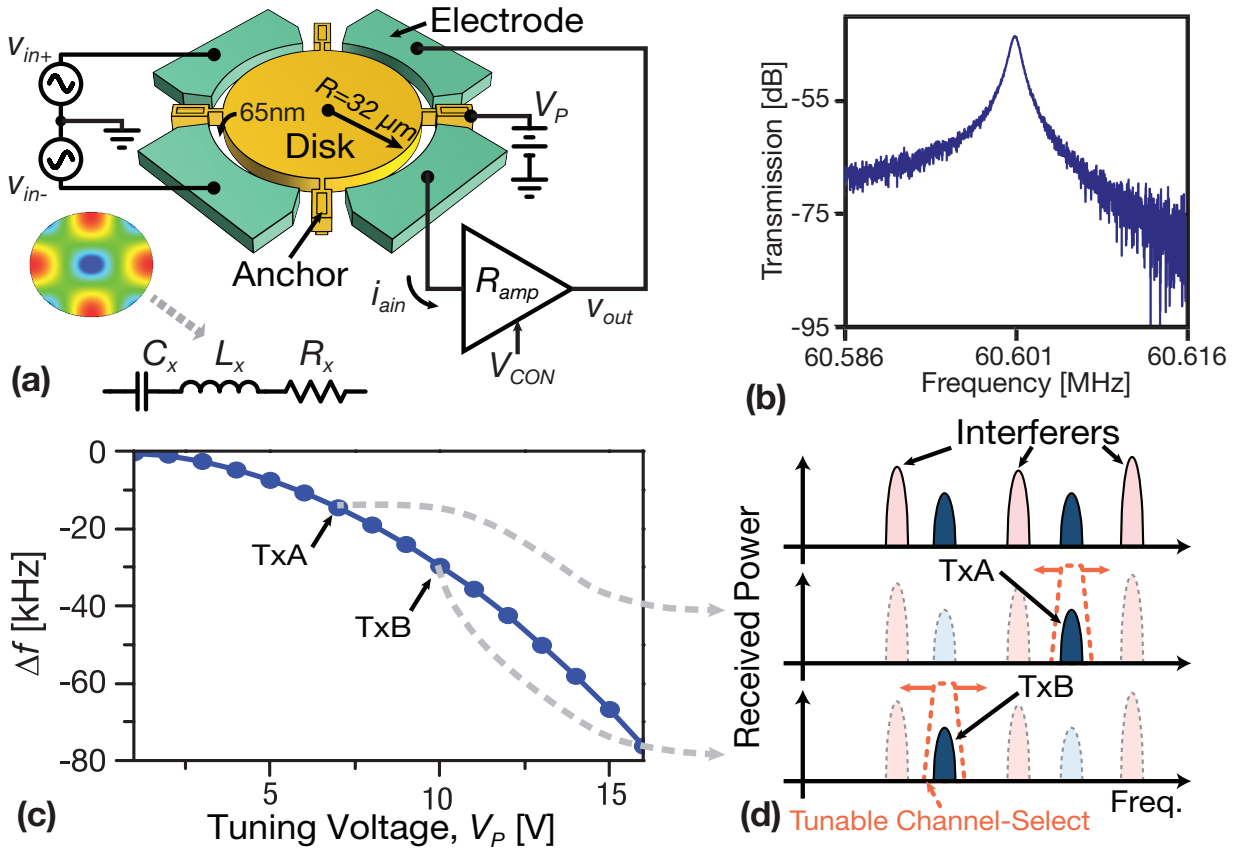 Electrode
v_in+
R=32 μm
V_P
65nm
Disk
v_in-
Anchor
i_ain
R_amp
v_out
V_CON
C_x L_x R_x
(a)
Transmission [dB]
-55
-75
-95
60.586 60.601 60.616
Frequency [MHz]
(b)
Δf [kHz]
0
-20
-40
-60
-80
TxA
TxB
5 10 15
Tuning Voltage, V_P [V]
(c)
Received Power
Interferers
TxA
TxB
Freq.
(d)
Tunable Channel-Select